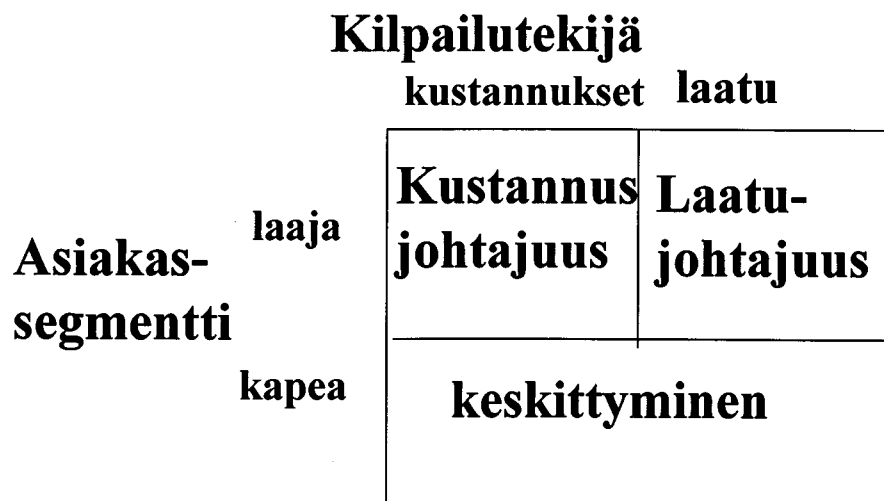 Kilpailutekijä
kustannukset laatu
Kustannus
johtajuus
Laatu-
johtajuus
laaja
Asiakas-
segmentti
kapea
keskittyminen